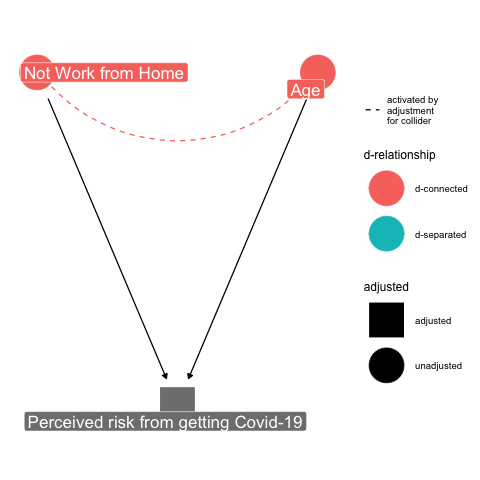 Not Work from Home
Age
activated by
adjustment
for collider
d-relationship
d-connected
d-separated
adjusted
adjusted
unadjusted
Perceived risk from getting Covid-19